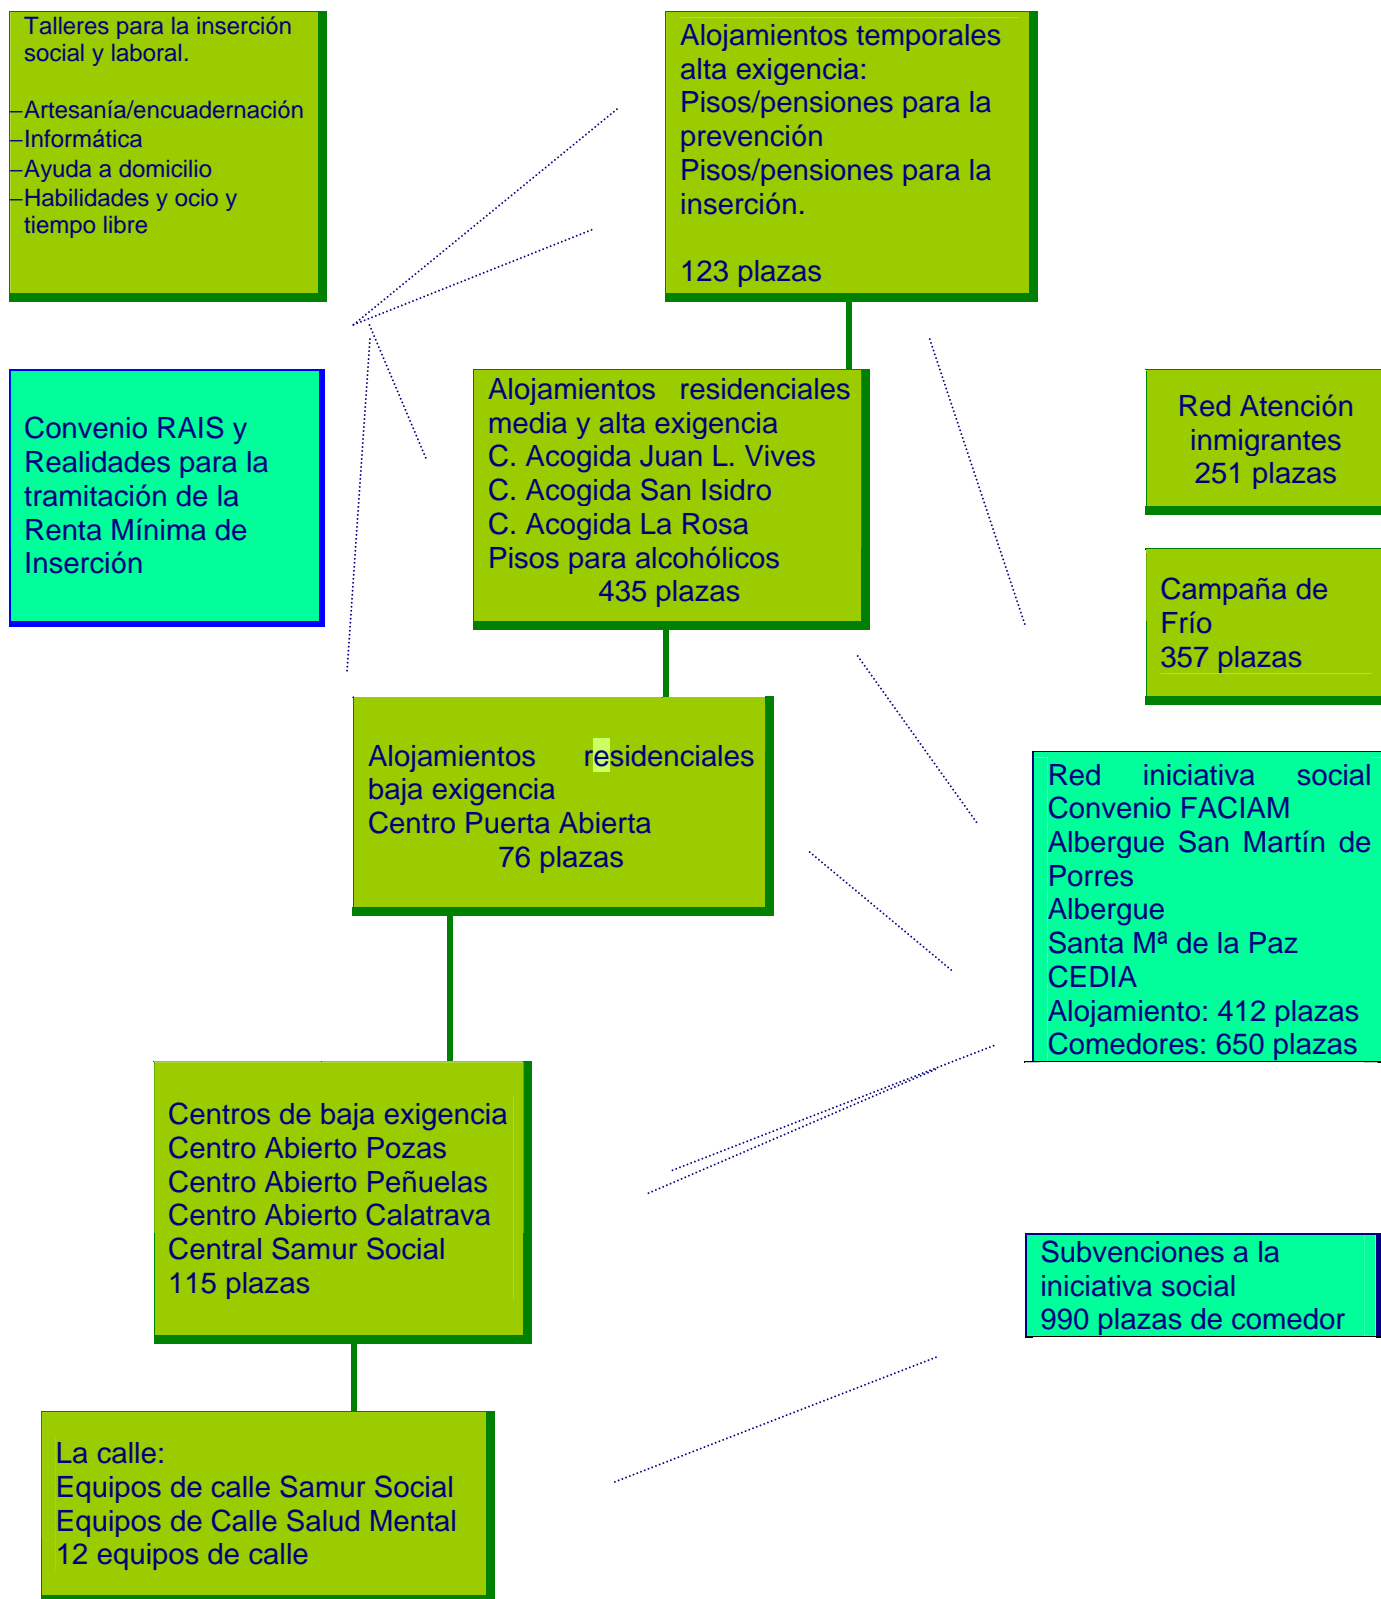 Talleres para la inserción
social y laboral.
–Artesanía/encuadernación
–Informática
–Ayuda a domicilio
–Habilidades y ocio y
tiempo libre
Alojamientos temporales
alta exigencia:
Pisos/pensiones para la
prevención
Pisos/pensiones para la
inserción.
123 plazas
Convenio RAIS y
Realidades para la
tramitación de la
Renta Mínima de
Inserción
Alojamientos residenciales
media y alta exigencia
C. Acogida Juan L. Vives
C. Acogida San Isidro
C. Acogida La Rosa
Pisos para alcohólicos
435 plazas
Red Atención
inmigrantes
251 plazas
Campaña de
Frío
357 plazas
Alojamientos residenciales
baja exigencia
Centro Puerta Abierta
76 plazas
Red iniciativa social
Convenio FACIAM
Albergue San Martín de
Porres
Albergue
Santa Mª de la Paz
CEDIA
Alojamiento: 412 plazas
Comedores: 650 plazas
Centros de baja exigencia
Centro Abierto Pozas
Centro Abierto Peñuelas
Centro Abierto Calatrava
Central Samur Social
115 plazas
Subvenciones a la
iniciativa social
990 plazas de comedor
La calle:
Equipos de calle Samur Social
Equipos de Calle Salud Mental
12 equipos de calle